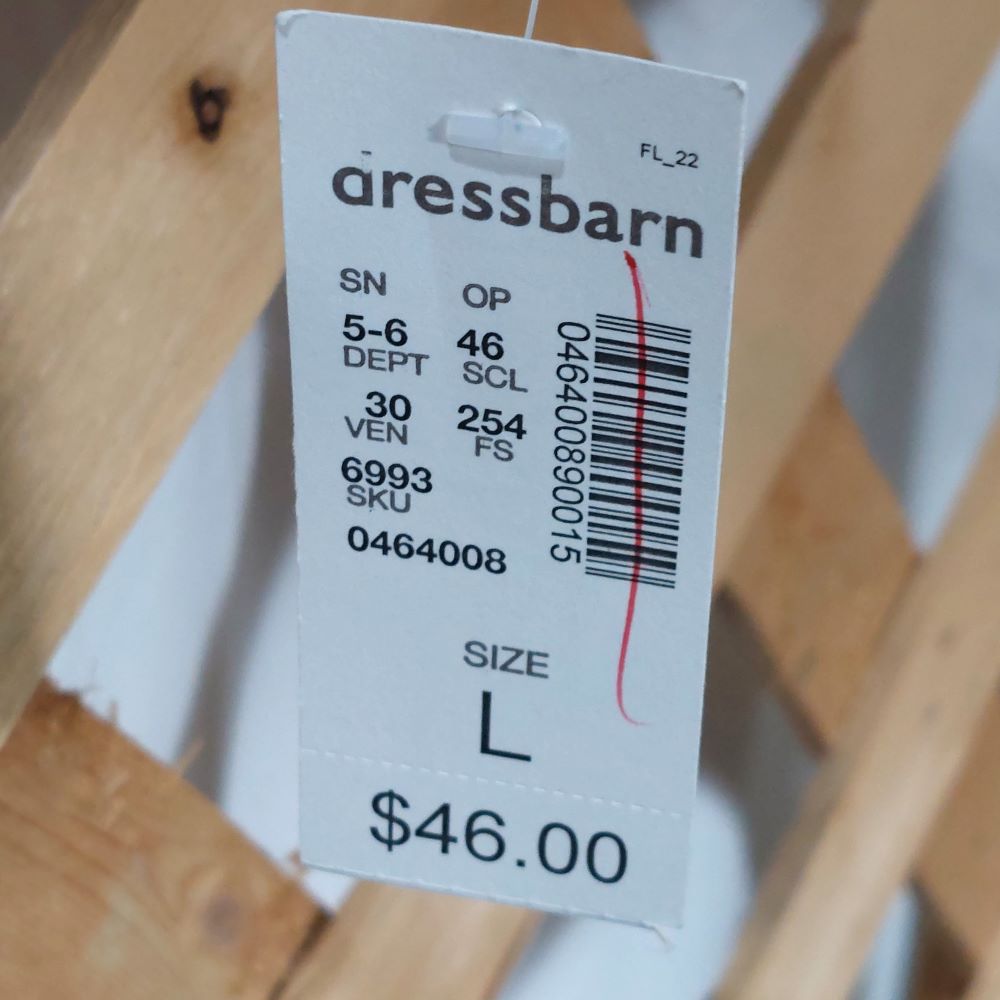 FL_22
dressbarn
SN OP
5-6 46
DEPT SCL
30 254
VEN FS
6993
SKU
0464008
046400890015
SIZE
L
$46.00